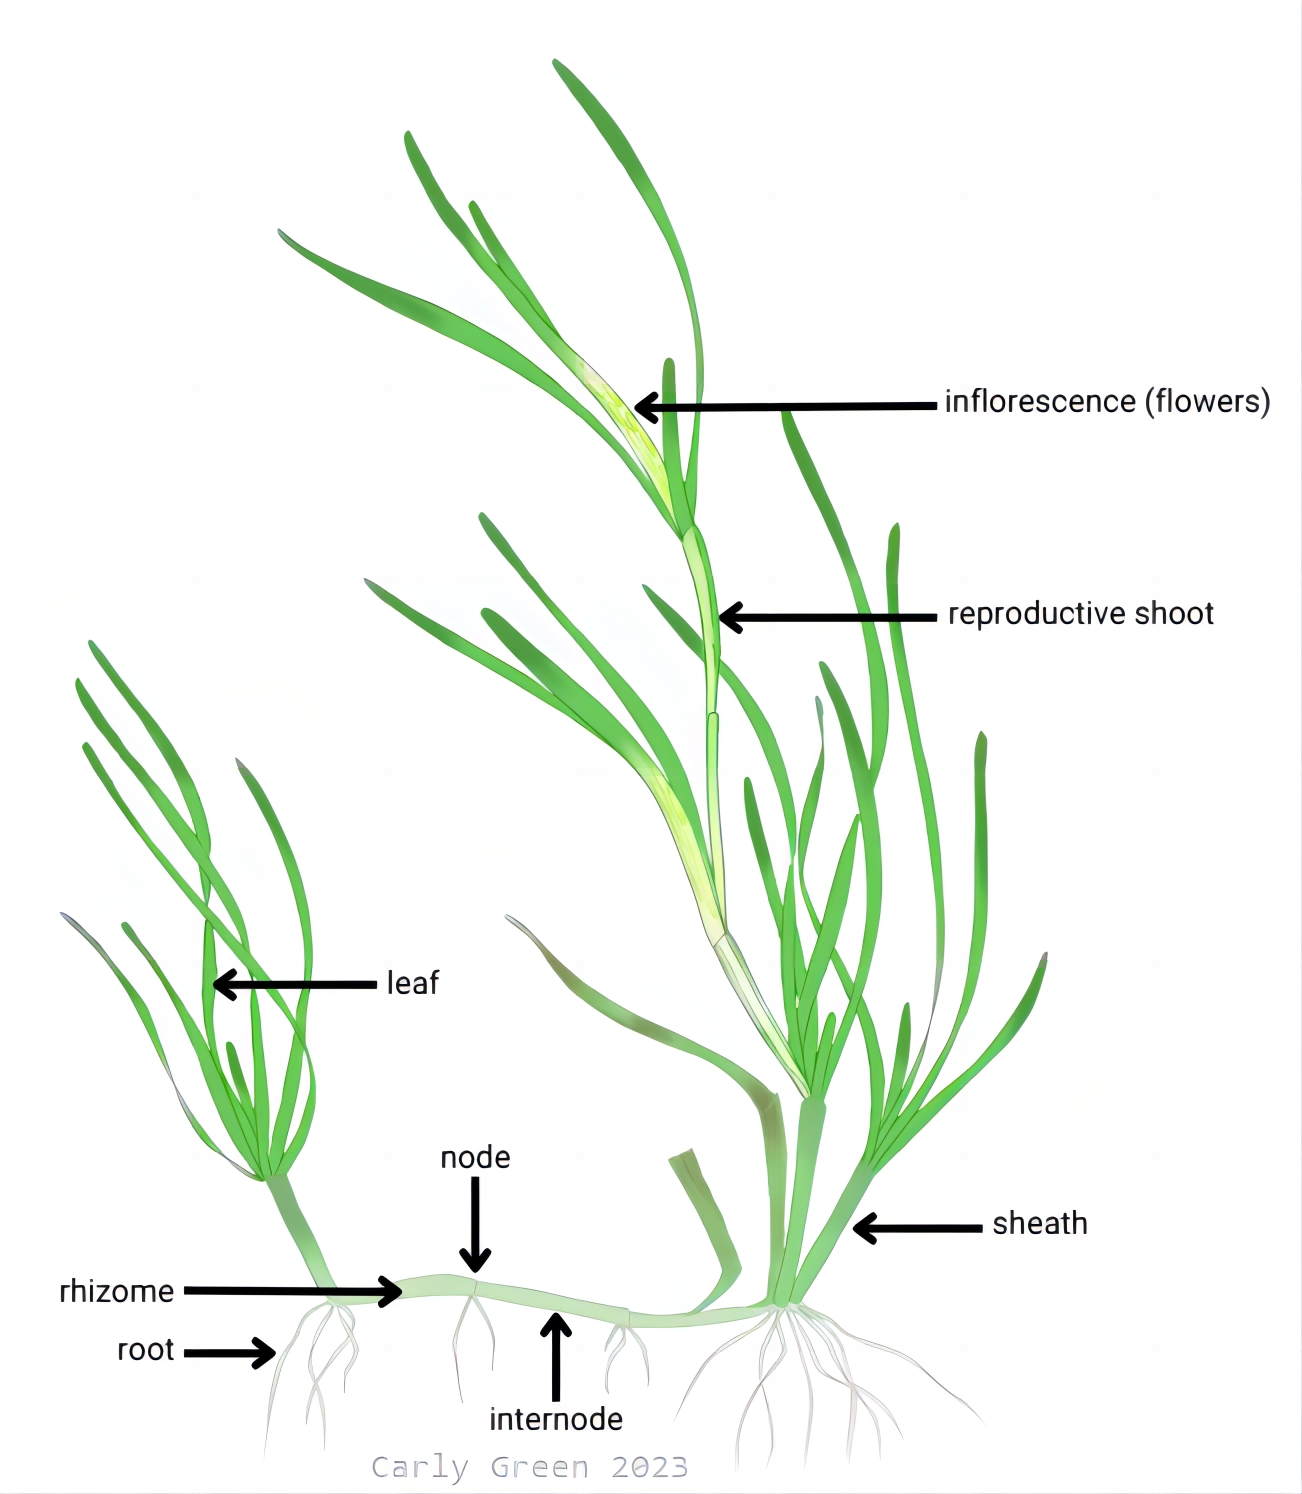 inflorescence (flowers)
reproductive shoot
leaf
node
sheath
rhizome
root
internode
Carly Green 2023